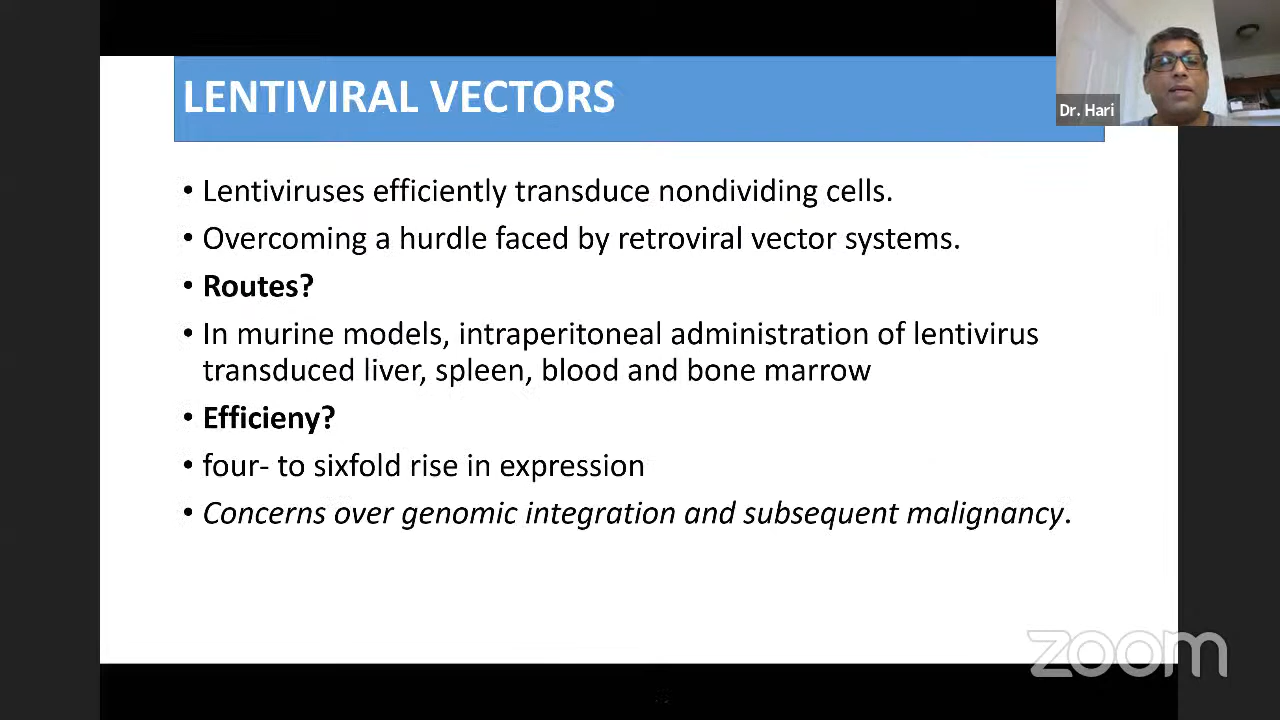 LENTIVIRAL VECTORS
Dr. Hari
• Lentiviruses efficiently transduce nondividing cells.
• Overcoming a hurdle faced by retroviral vector systems.
• Routes?
• In murine models, intraperitoneal administration of lentivirus
transduced liver, spleen, blood and bone marrow
• Efficieny?
• four- to sixfold rise in expression
• Concerns over genomic integration and subsequent malignancy.
zoom